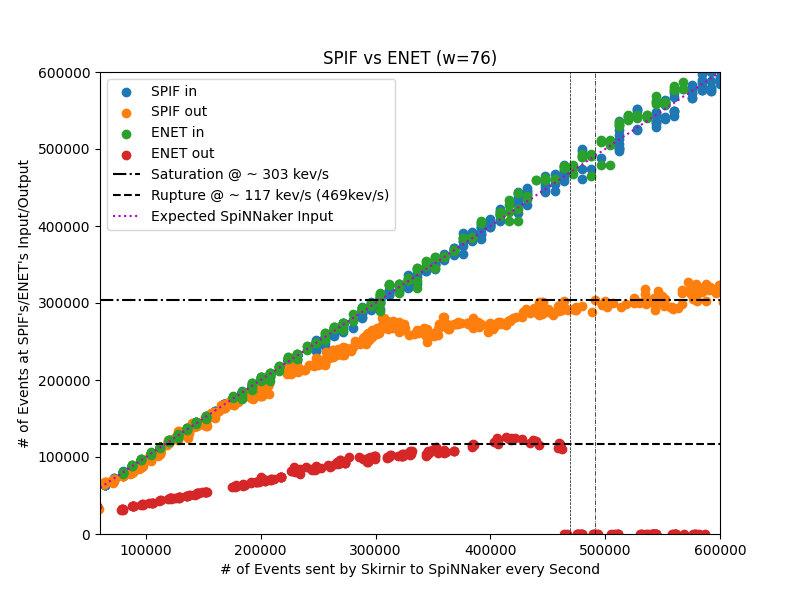 SPIF vs ENET (w=76)
# of Events at SPIF's/ENET's Input/Output
600000
500000
400000
300000
200000
100000
0
SPIF in
SPIF out
ENET in
ENET out
Saturation @ ~ 303 kev/s
Rupture @ ~ 117 kev/s (469kev/s)
Expected SpiNNaker Input
100000 200000 300000 400000 500000 600000
# of Events sent by Skirnir to SpiNNaker every Second